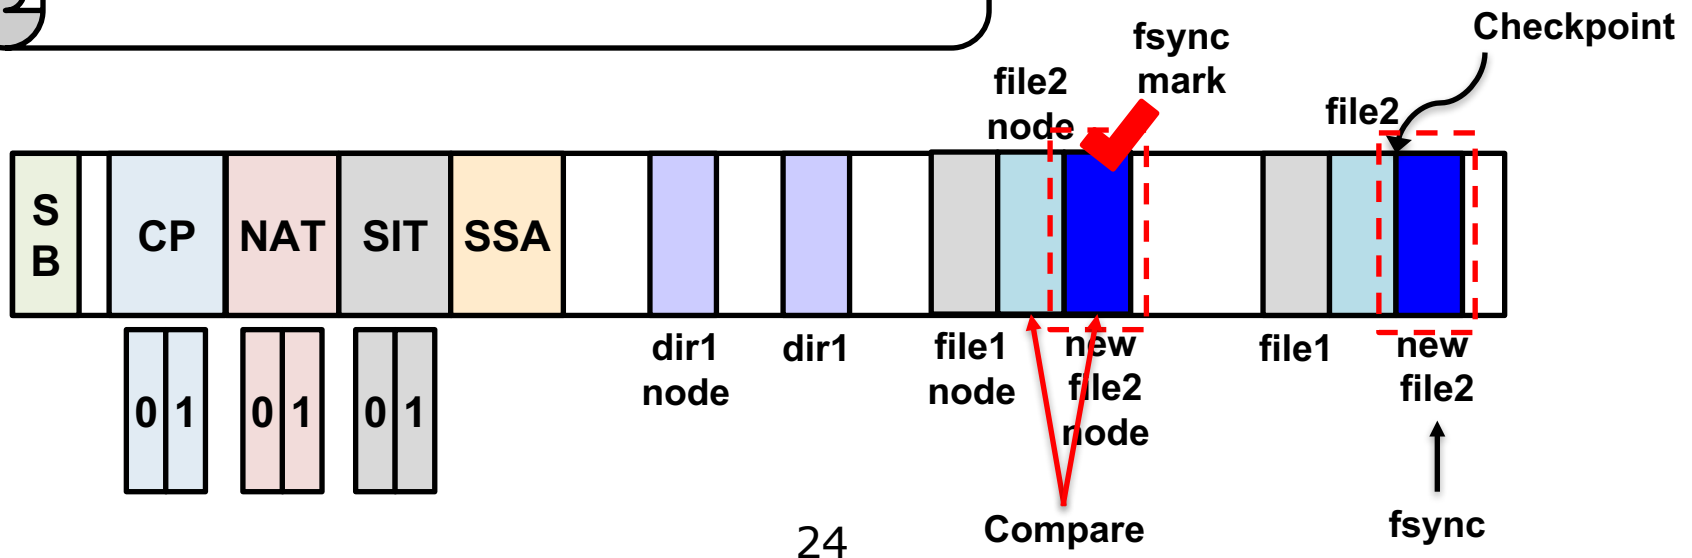 Checkpoint
fsync
mark
file2
node
file2
S
B
CP
NAT
SIT
SSA
0 1
0 1
0 1
dir1
node
dir1
file1
node
new
file2
node
file1
new
file2
Compare
fsync
24